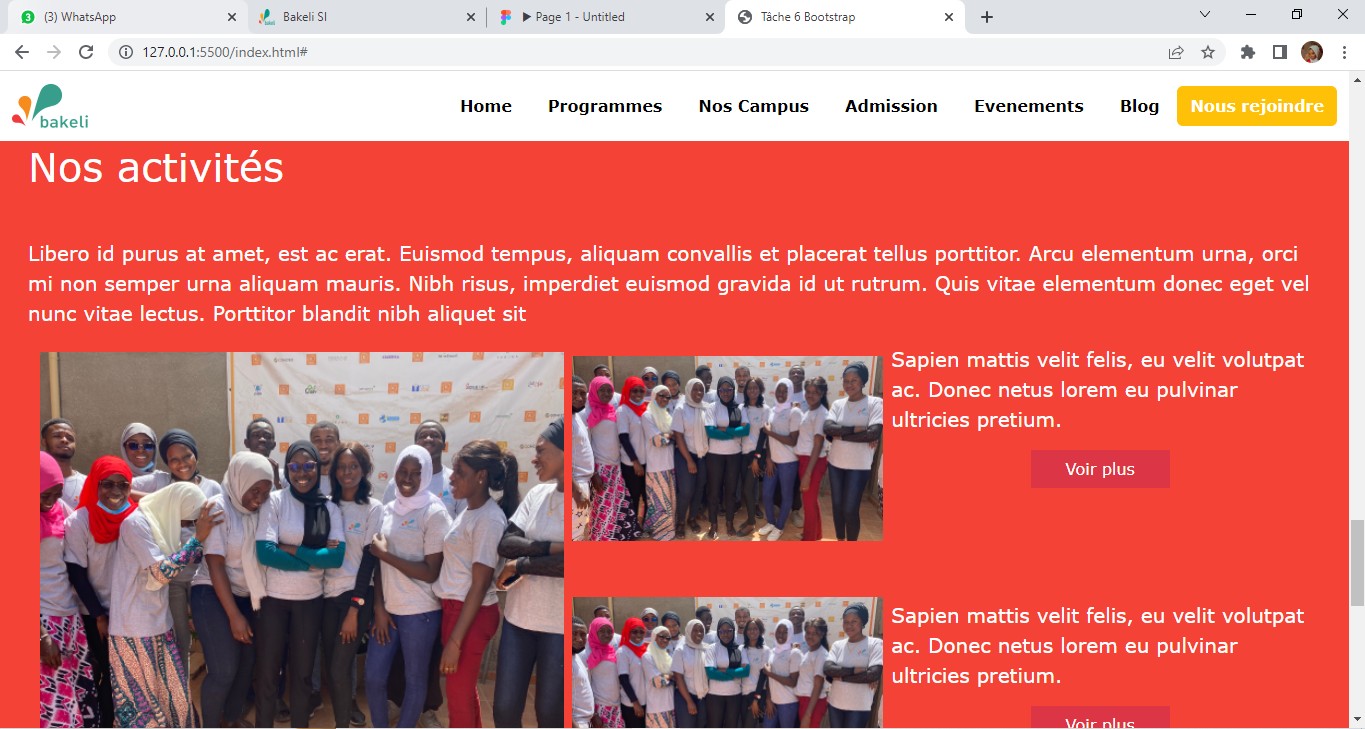 (3) WhatsApp
Bakeli SI
Page 1 - Untitled
Tâche 6 Bootstrap
127.0.0.1:5500/index.html#
bakeli
Home
Programmes
Nos Campus
Admission
Evenements
Blog
Nous rejoindre
Nos activités
Libero id purus at amet, est ac erat. Euismod tempus, aliquam convallis et placerat tellus porttitor. Arcu elementum urna, orci
mi non semper urna aliquam mauris. Nibh risus, imperdiet euismod gravida id ut rutrum. Quis vitae elementum donec eget vel
nunc vitae lectus. Porttitor blandit nibh aliquet sit
Sapien mattis velit felis, eu velit volutpat
ac. Donec netus lorem eu pulvinar
ultricies pretium.
Voir plus
Sapien mattis velit felis, eu velit volutpat
ac. Donec netus lorem eu pulvinar
ultricies pretium.
Voir plus